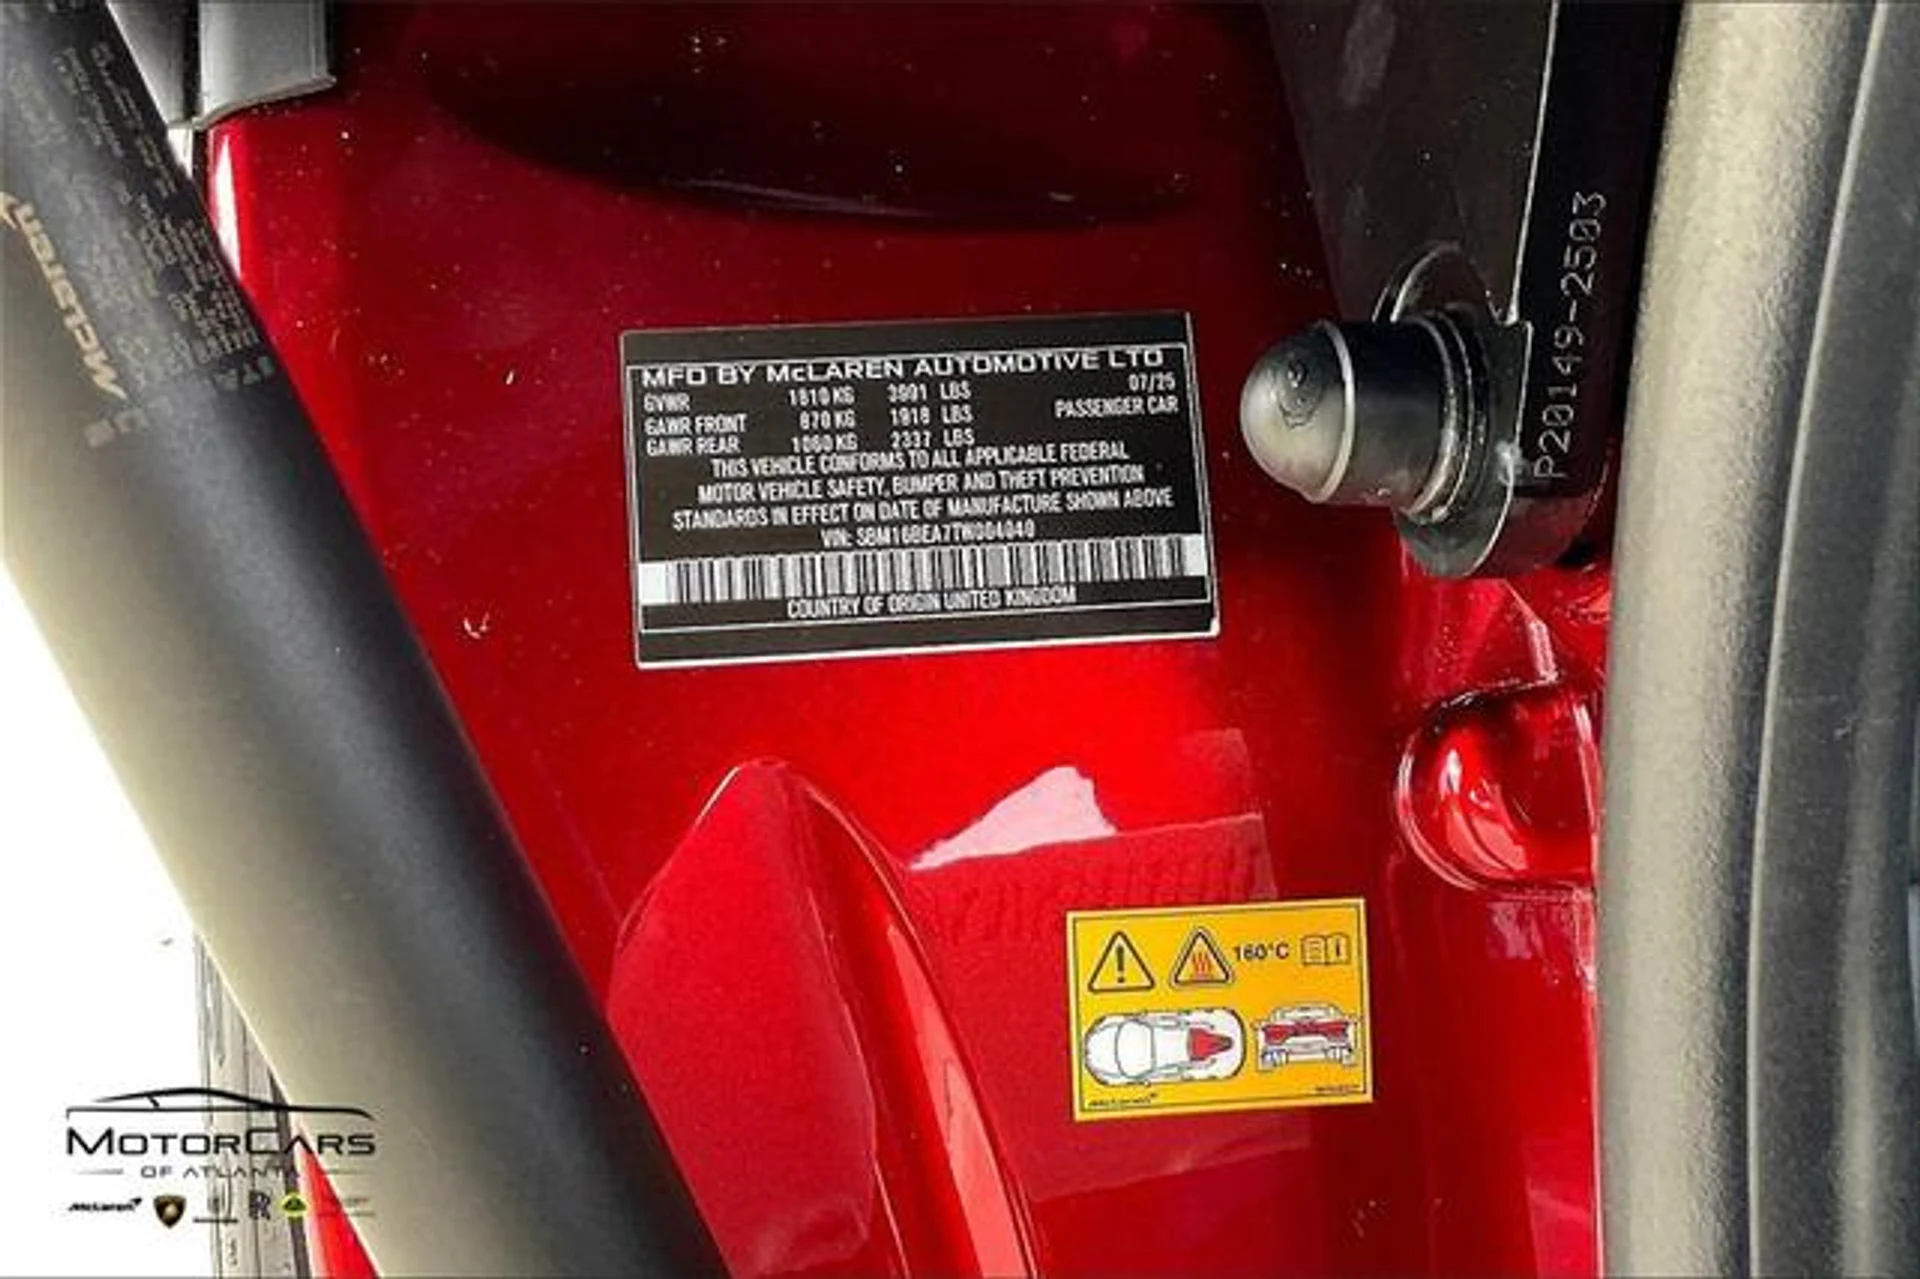 McLaren
P20149-2503
MFD BY McLAREN AUTOMOTIVE LTD
GVWR 1810 KG 3991 LBS 07/25
GAWR FRONT 870 KG 1918 LBS PASSENGER CAR
GAWR REAR 1060 KG 2337 LBS
THIS VEHICLE CONFORMS TO ALL APPLICABLE FEDERAL
MOTOR VEHICLE SAFETY, BUMPER AND THEFT PREVENTION
STANDARDS IN EFFECT ON DATE OF MANUFACTURE SHOWN ABOVE
VIN: SBM16BEA7TW004040
COUNTRY OF ORIGIN UNITED KINGDOM
160°C
MOTORCARS
OF ATLANTA
McLaren